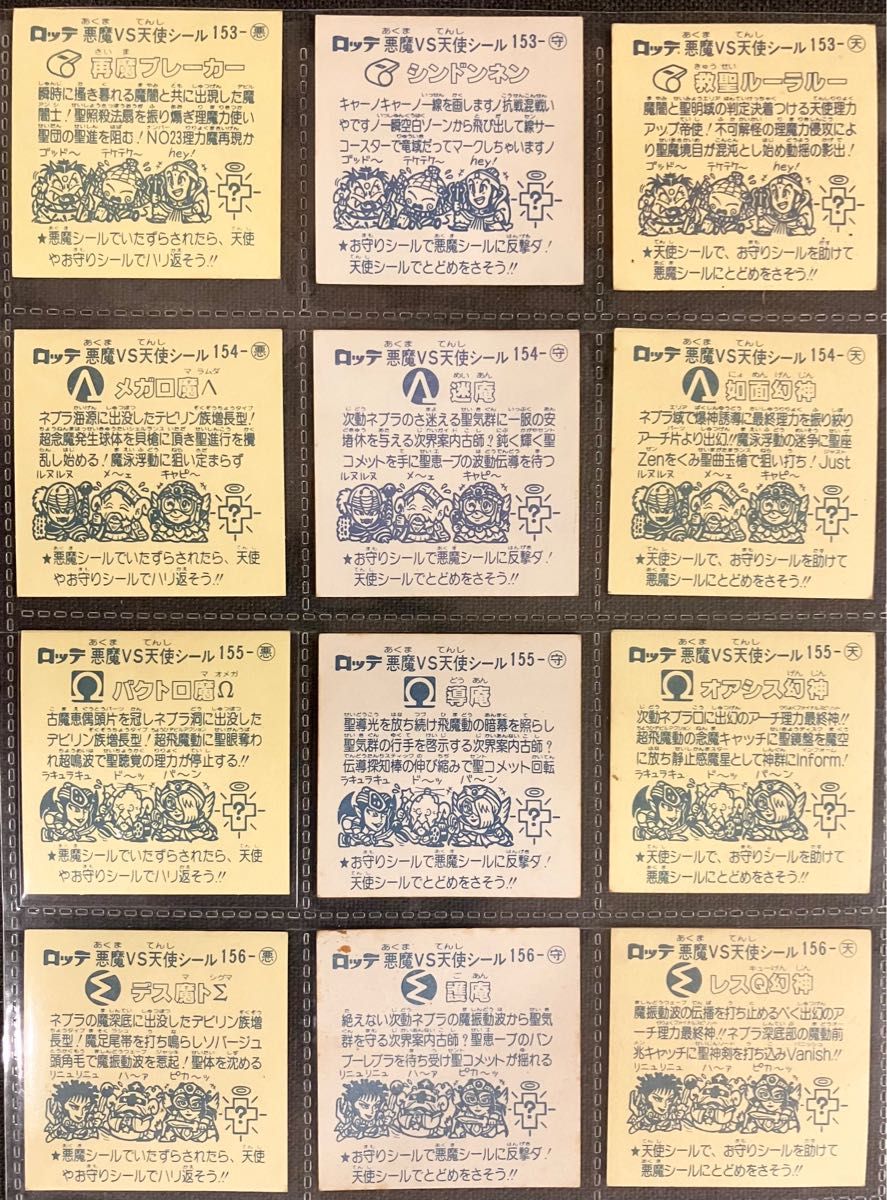 ロッテ 悪魔VS天使シール 153-悪
再魔ブレーカー
瞬時に掻き暮れる魔闇と共に出現した魔
闇士!聖照殺法扇を振り煽ぎ理力魔使い
聖団の聖進を阻む!NO23理力魔再現か
ゴッド〜 テケテケ〜 hey!
?
★悪魔シールでいたずらされたら、天使
やお守りシールでハリ返そう!!
ロッテ 悪魔VS天使シール 153-守
シンドンネン
キャーノキャーノ一線を画しますノ抗戦混戦い
やですノ一瞬空白ゾーンから飛び出して線サー
コースターで竜域だってマークしちゃいますノ
ゴッド〜 テケテケ〜 hey!
?
★お守りシールで悪魔シールに反撃ダ!
天使シールでとどめをさそう!!
ロッテ 悪魔VS天使シール 153-天
救聖ルーラルー
魔闇と聖明域の判定決着つける天使理力
アップ帝使!不可解怪の理魔力侵攻によ
り聖魔境目が混沌とし始め動揺の影出!
ゴッド〜 テケテケ〜 hey!
?
★天使シールで、お守りシールを助けて
悪魔シールにとどめをさそう!!
ロッテ 悪魔VS天使シール 154-悪
メガロ魔Λ
ネブラ海源に出没したデビリン族増長型!
超念魔発生球体を貝槍に頂き聖進行を攪
乱し始める!魔泳浮動に狙い定まらず
ルヌルヌ メ〜ェ キャピ〜
?
★悪魔シールでいたずらされたら、天使
やお守りシールでハリ返そう!!
ロッテ 悪魔VS天使シール 154-守
迷庵
次動ネブラのさ迷える聖気群に一服の安
堵休を与える次界案内古師?鈍く輝く聖
コメットを手に聖恵ープの波動伝導を待つ
ルヌルヌ メ〜ェ キャピ〜
?
★お守りシールで悪魔シールに反撃ダ!
天使シールでとどめをさそう!!
ロッテ 悪魔VS天使シール 154-天
如面幻神
ネブラ域で爆神誘導に最終理力を振り絞り
アーチ片より出幻!魔泳浮動の迷争に聖座
Zenをくみ聖曲玉槍で狙い打ち!Just
ルヌルヌ メ〜ェ キャピ〜
?
★天使シールで、お守りシールを助けて
悪魔シールにとどめをさそう!!
ロッテ 悪魔VS天使シール 155-悪
パクトロ魔Ω
古魔恵偶頭片を冠しネブラ洞に出没した
デビリン族増長型!超飛魔動に聖眼奪わ
れ超鳴波で聖聴覚の理力が停止する!!
ラキュラキュ ド〜ッ パ〜ン
?
★悪魔シールでいたずらされたら、天使
やお守りシールでハリ返そう!!
ロッテ 悪魔VS天使シール 155-守
導庵
聖導光を放ち続け飛魔動の暗幕を照らし
聖気群の行手を啓示する次界案内古師?
伝導探知棒の伸び縮みで聖コメット回転
ラキュラキュ ド〜ッ パ〜ン
?
★お守りシールで悪魔シールに反撃ダ!
天使シールでとどめをさそう!!
ロッテ 悪魔VS天使シール 155-天
オアシス幻神
次動ネブラ口に出幻のアーチ理力最終神!!
超飛魔動の念魔キャッチに聖鏡盤を魔空
に放ち静止惑魔星として神群にInform!
ラキュラキュ ド〜ッ パ〜ン
?
★天使シールで、お守りシールを助けて
悪魔シールにとどめをさそう!!
ロッテ 悪魔VS天使シール 156-悪
デス魔トΣ
ネブラの魔深底に出没したデビリン族増
長型!魔足尾帯を打ち鳴らしソバージュ
頭角毛で魔振動波を惹起!聖体を沈める
リニュリニュ ハ〜ァ ピカ〜ッ
?
★悪魔シールでいたずらされたら、天使
やお守りシールでハリ返そう!!
ロッテ 悪魔VS天使シール 156-守
護庵
絶えない次動ネブラの魔振動波から聖気
群を守る次界案内古師?聖恵ープのバン
ブープラブを待ち受け聖コメットが揺れる
リニュリニュ ハ〜ァ ピカ〜ッ
?
★お守りシールで悪魔シールに反撃ダ!
天使シールでとどめをさそう!!
ロッテ 悪魔VS天使シール 156-天
レスQ幻神
魔振動波の伝播を打ち止めるべく出幻のア
ーチ理力最終神!!ネブラ深底部の魔動前
兆キャッチに聖神剣を打ち込みVanish!!
リニュリニュ ハ〜ァ ピカ〜ッ
?
★天使シールで、お守りシールを助けて
悪魔シールにとどめをさそう!!